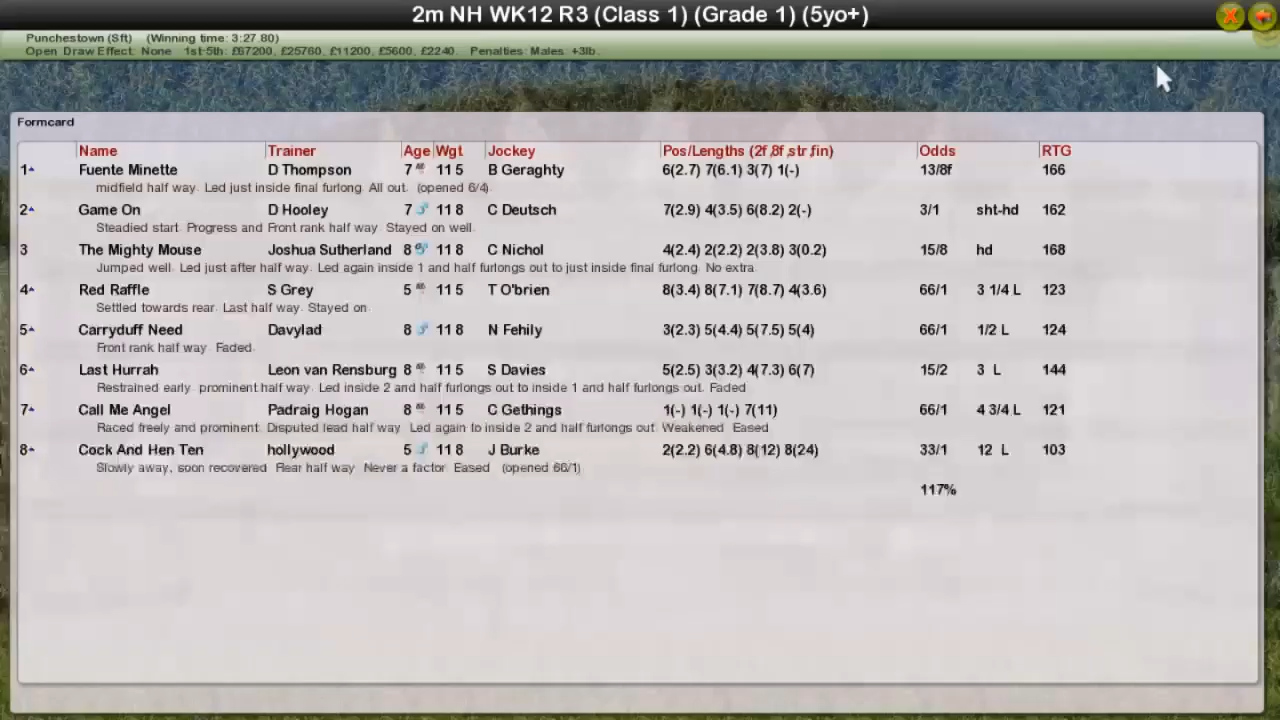 2m NH WK12 R3 (Class 1) (Grade 1) (5yo+)
Punchestown (Sft) (Winning time: 3:27.80)
Open Draw Effect: None 1st-5th: £67200, £25760, £11200, £5600, £2240. Penalties: Males: +3lb.
Formcard
Name Trainer Age Wgt Jockey Pos/Lengths (2f,8f,str,fin) Odds RTG
1 Fuente Minette D Thompson 7 11 5 B Geraghty 6(2.7) 7(6.1) 3(7) 1(-) 13/8f 166
midfield half way. Led just inside final furlong. All out. (opened 6/4)
2 Game On D Hooley 7 11 8 C Deutsch 7(2.9) 4(3.5) 6(8.2) 2(-) 3/1 sht-hd 162
Steadied start. Progress and Front rank half way. Stayed on well.
3 The Mighty Mouse Joshua Sutherland 8 11 8 C Nichol 4(2.4) 2(2.2) 2(3.8) 3(0.2) 15/8 hd 168
Jumped well. Led just after half way. Led again inside 1 and half furlongs out to just inside final furlong. No extra.
4 Red Raffle S Grey 5 11 5 T O'brien 8(3.4) 8(7.1) 7(8.7) 4(3.6) 66/1 3 1/4 L 123
Settled towards rear. Last half way. Stayed on.
5 Carryduff Need Davylad 8 11 8 N Fehily 3(2.3) 5(4.4) 5(7.5) 5(4) 66/1 1/2 L 124
Front rank half way. Faded.
6 Last Hurrah Leon van Rensburg 8 11 5 S Davies 5(2.5) 3(3.2) 4(7.3) 6(7) 15/2 3 L 144
Restrained early. prominent half way. Led inside 2 and half furlongs out to inside 1 and half furlongs out. Faded.
7 Call Me Angel Padraig Hogan 8 11 5 C Gethings 1(-) 1(-) 1(-) 7(11) 66/1 4 3/4 L 121
Raced freely and prominent. Disputed lead half way. Led again to inside 2 and half furlongs out. Weakened. Eased.
8 Cock And Hen Ten hollywood 5 11 8 J Burke 2(2.2) 6(4.8) 8(12) 8(24) 33/1 12 L 103
Slowly away, soon recovered. Rear half way. Never a factor. Eased. (opened 66/1)
117%